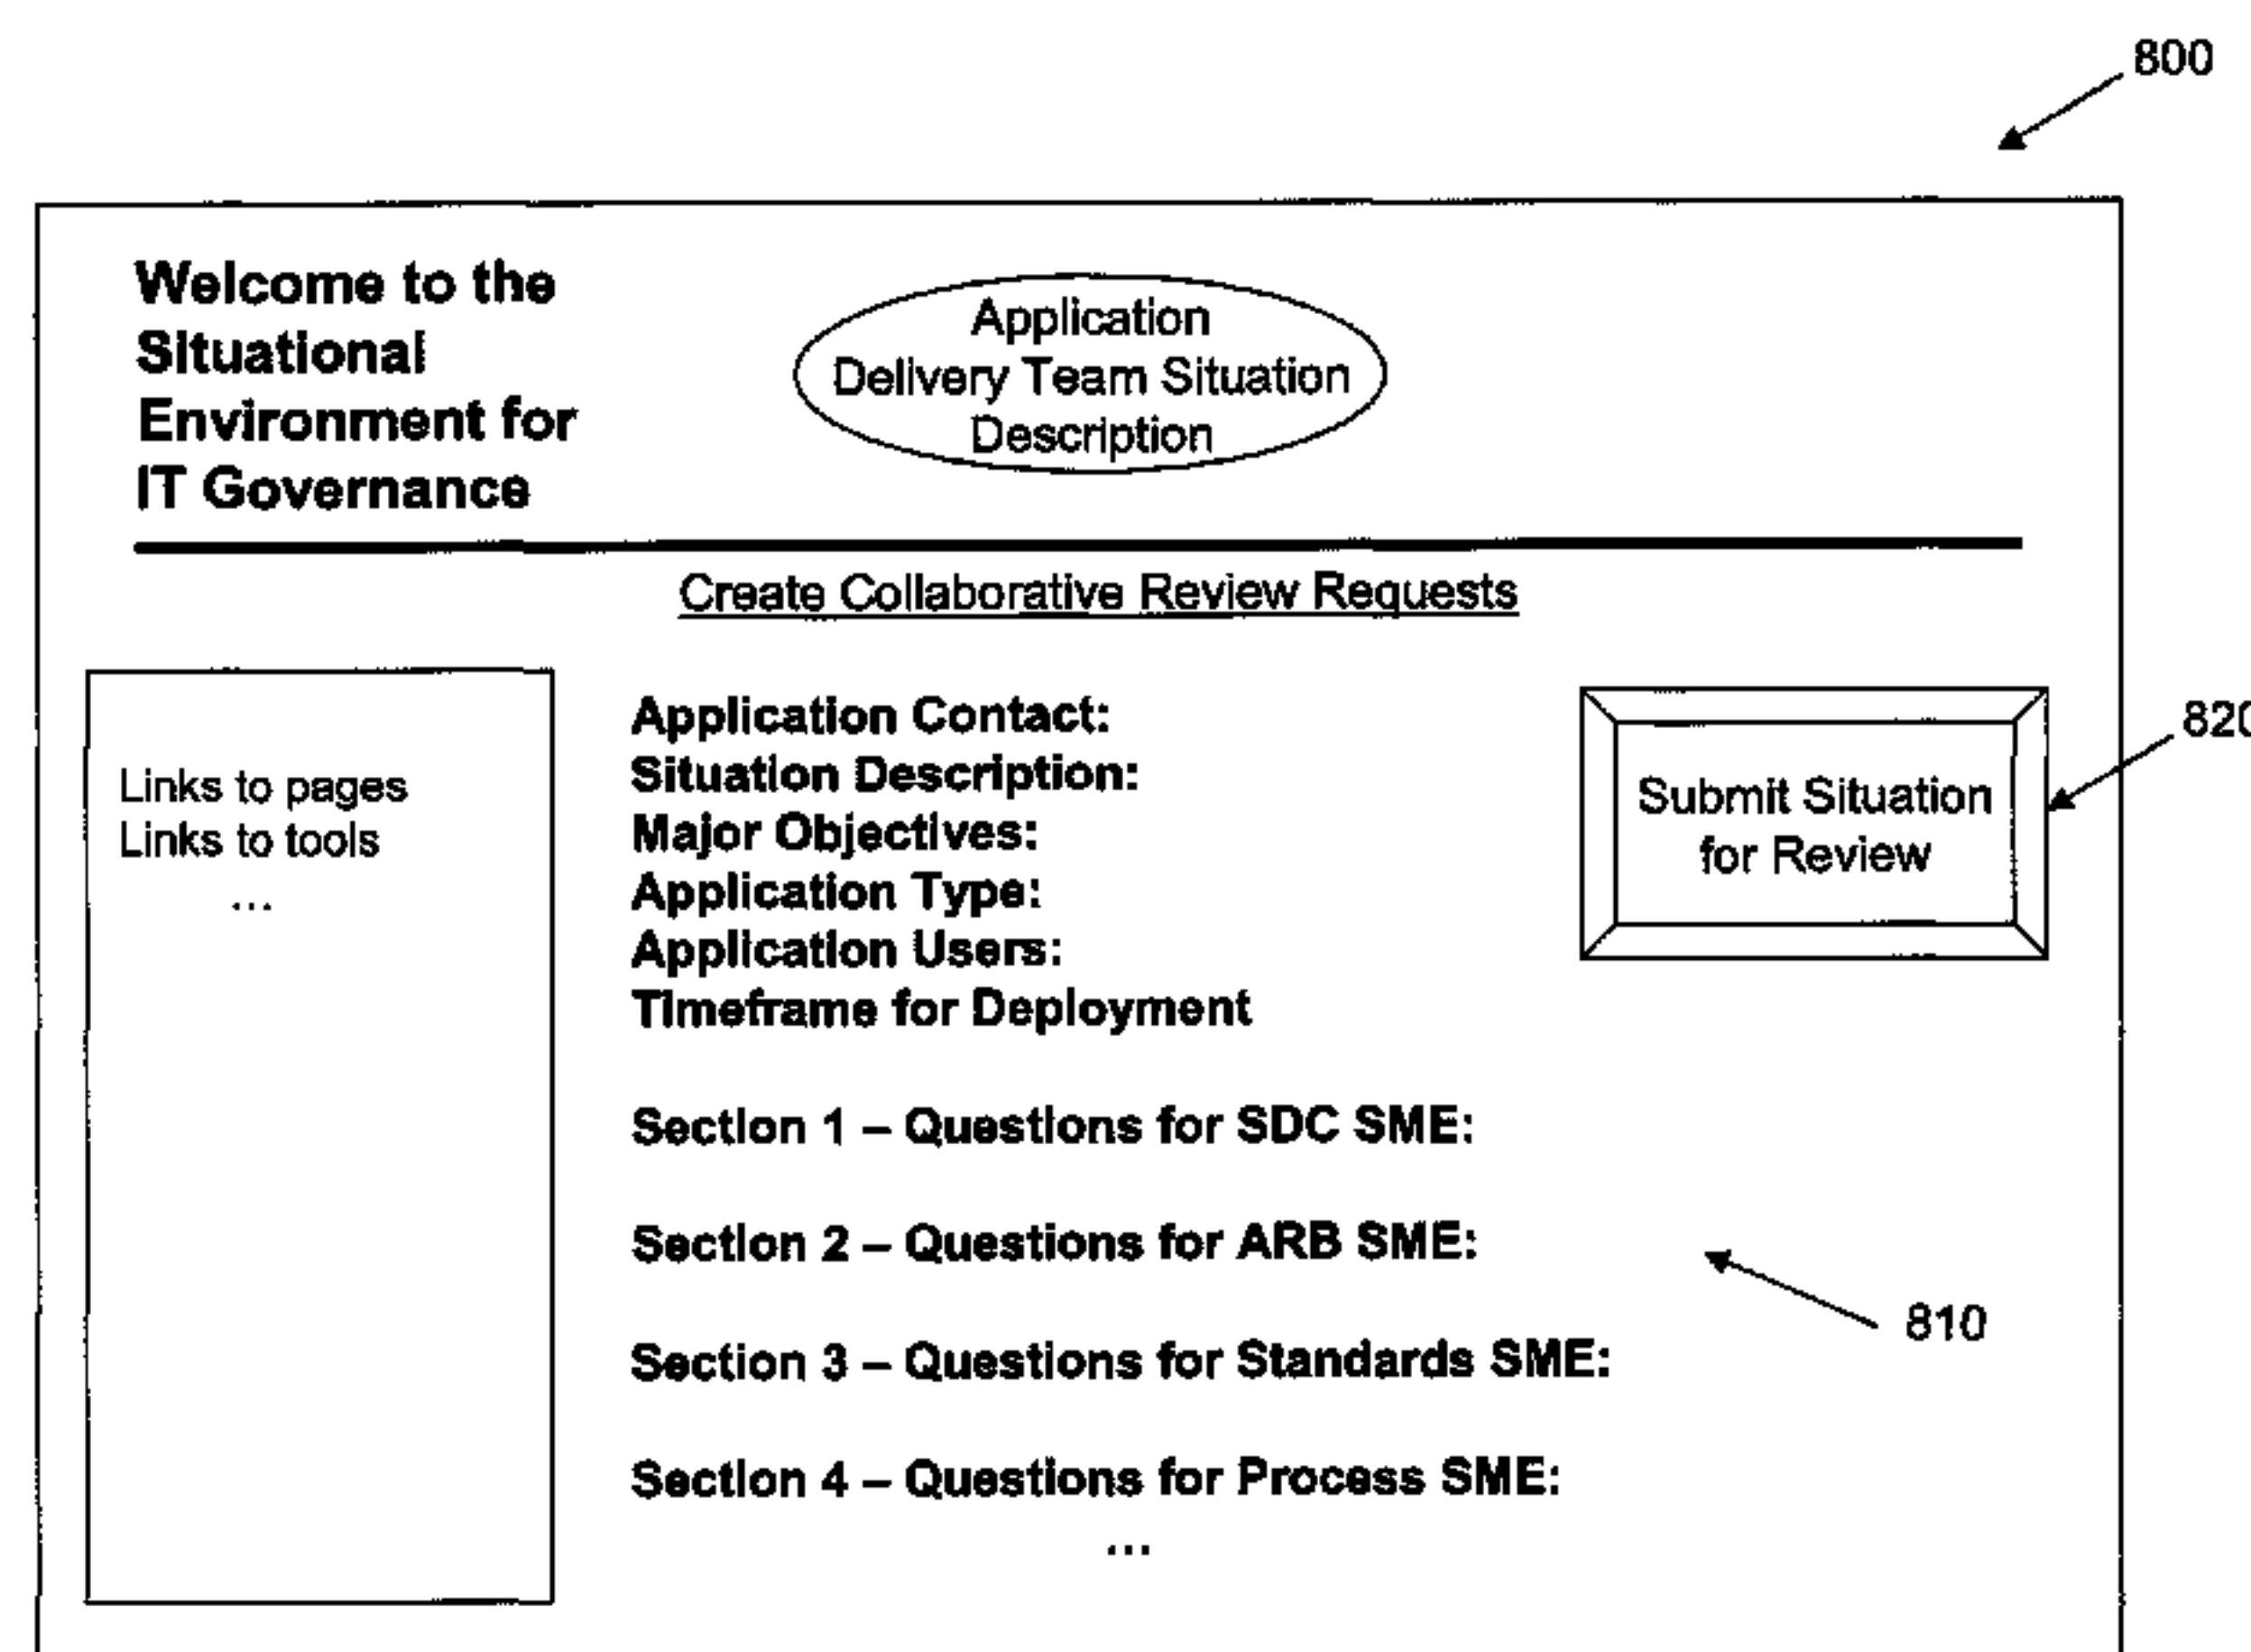 800
Welcome to the
Situational
Environment for
IT Governance
Application
Delivery Team Situation
Description
Create Collaborative Review Requests
Links to pages
Links to tools
...
Application Contact:
Situation Description:
Major Objectives:
Application Type:
Application Users:
Timeframe for Deployment
Submit Situation
for Review
820
Section 1 – Questions for SDC SME:
Section 2 – Questions for ARB SME:
810
Section 3 – Questions for Standards SME:
Section 4 – Questions for Process SME:
...